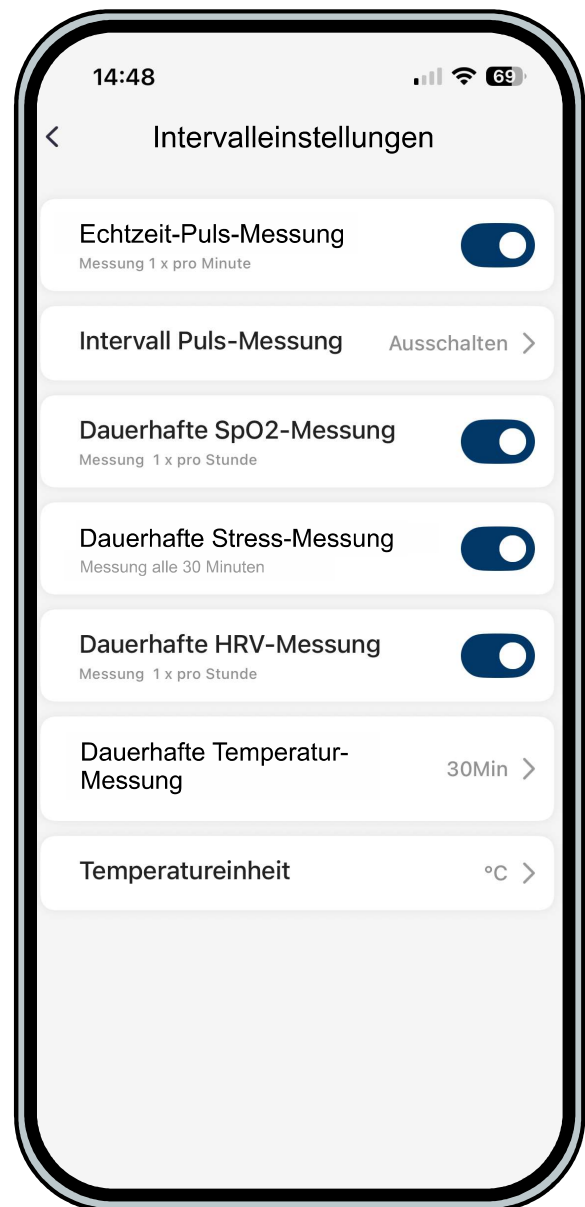 14:48
69
Intervalleinstellungen
Echtzeit-Puls-Messung
Messung 1 x pro Minute
Intervall Puls-Messung Ausschalten
Dauerhafte SpO2-Messung
Messung 1 x pro Stunde
Dauerhafte Stress-Messung
Messung alle 30 Minuten
Dauerhafte HRV-Messung
Messung 1 x pro Stunde
Dauerhafte Temperatur-
Messung
30Min
Temperatureinheit °C